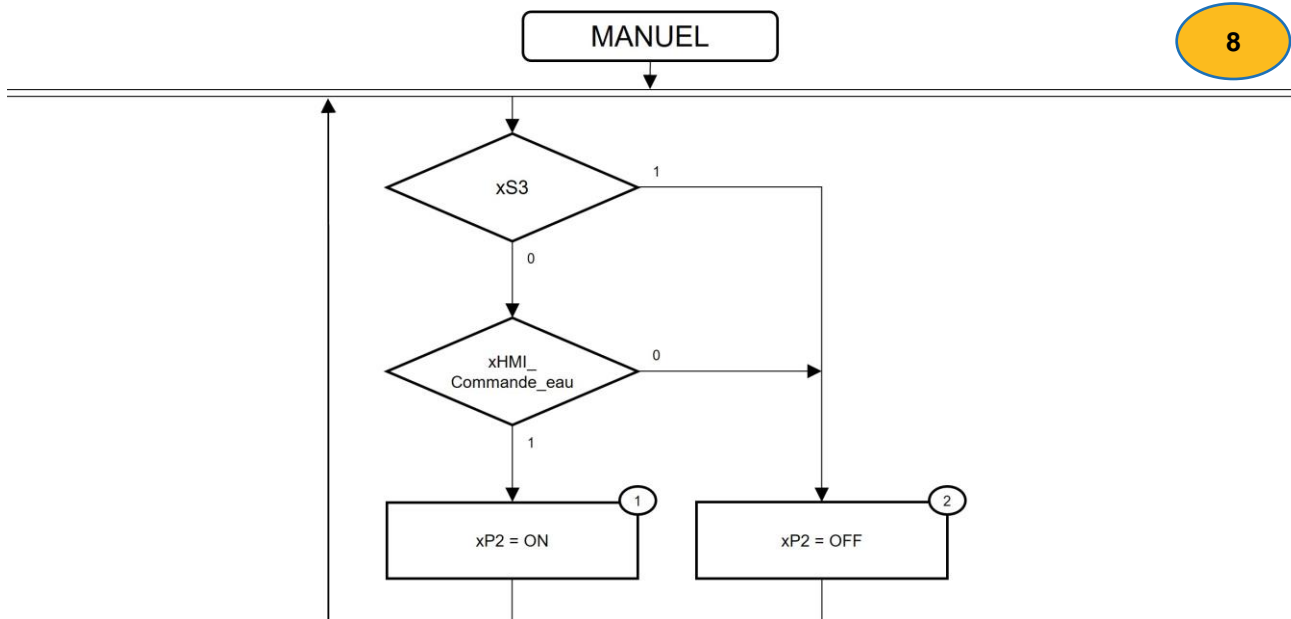 MANUEL
8
xS3
1
0
xHMI_
Commande_eau
0
1
1
xP2 = ON
2
xP2 = OFF